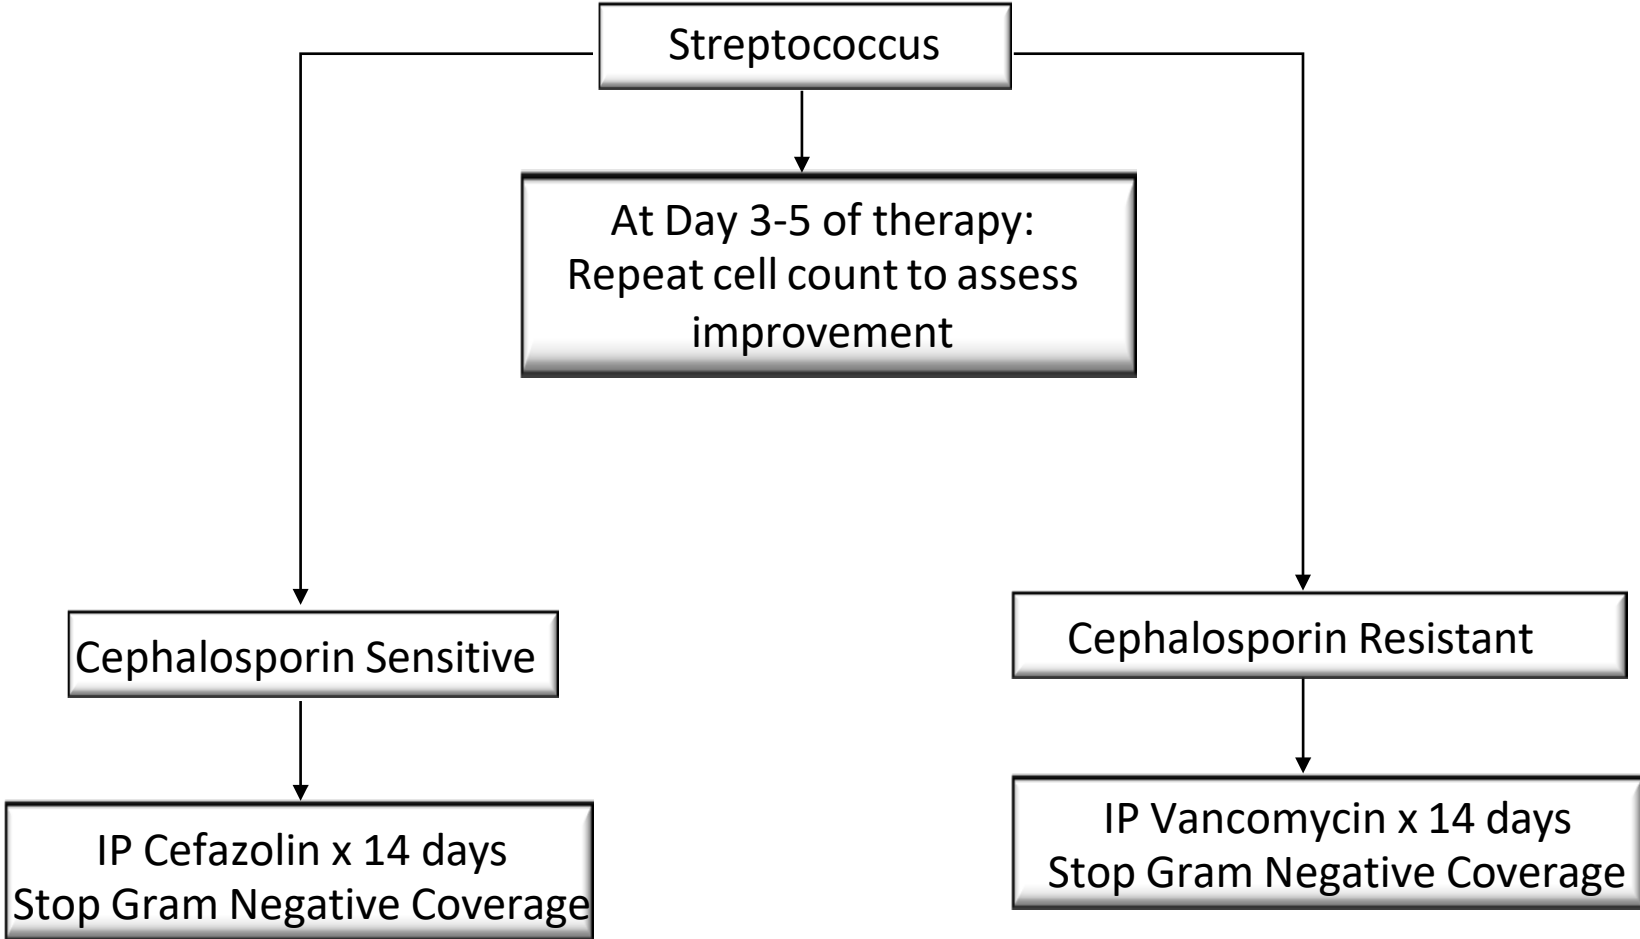 Streptococcus
At Day 3-5 of therapy:
Repeat cell count to assess
improvement
Cephalosporin Sensitive
Cephalosporin Resistant
IP Cefazolin x 14 days
Stop Gram Negative Coverage
IP Vancomycin x 14 days
Stop Gram Negative Coverage